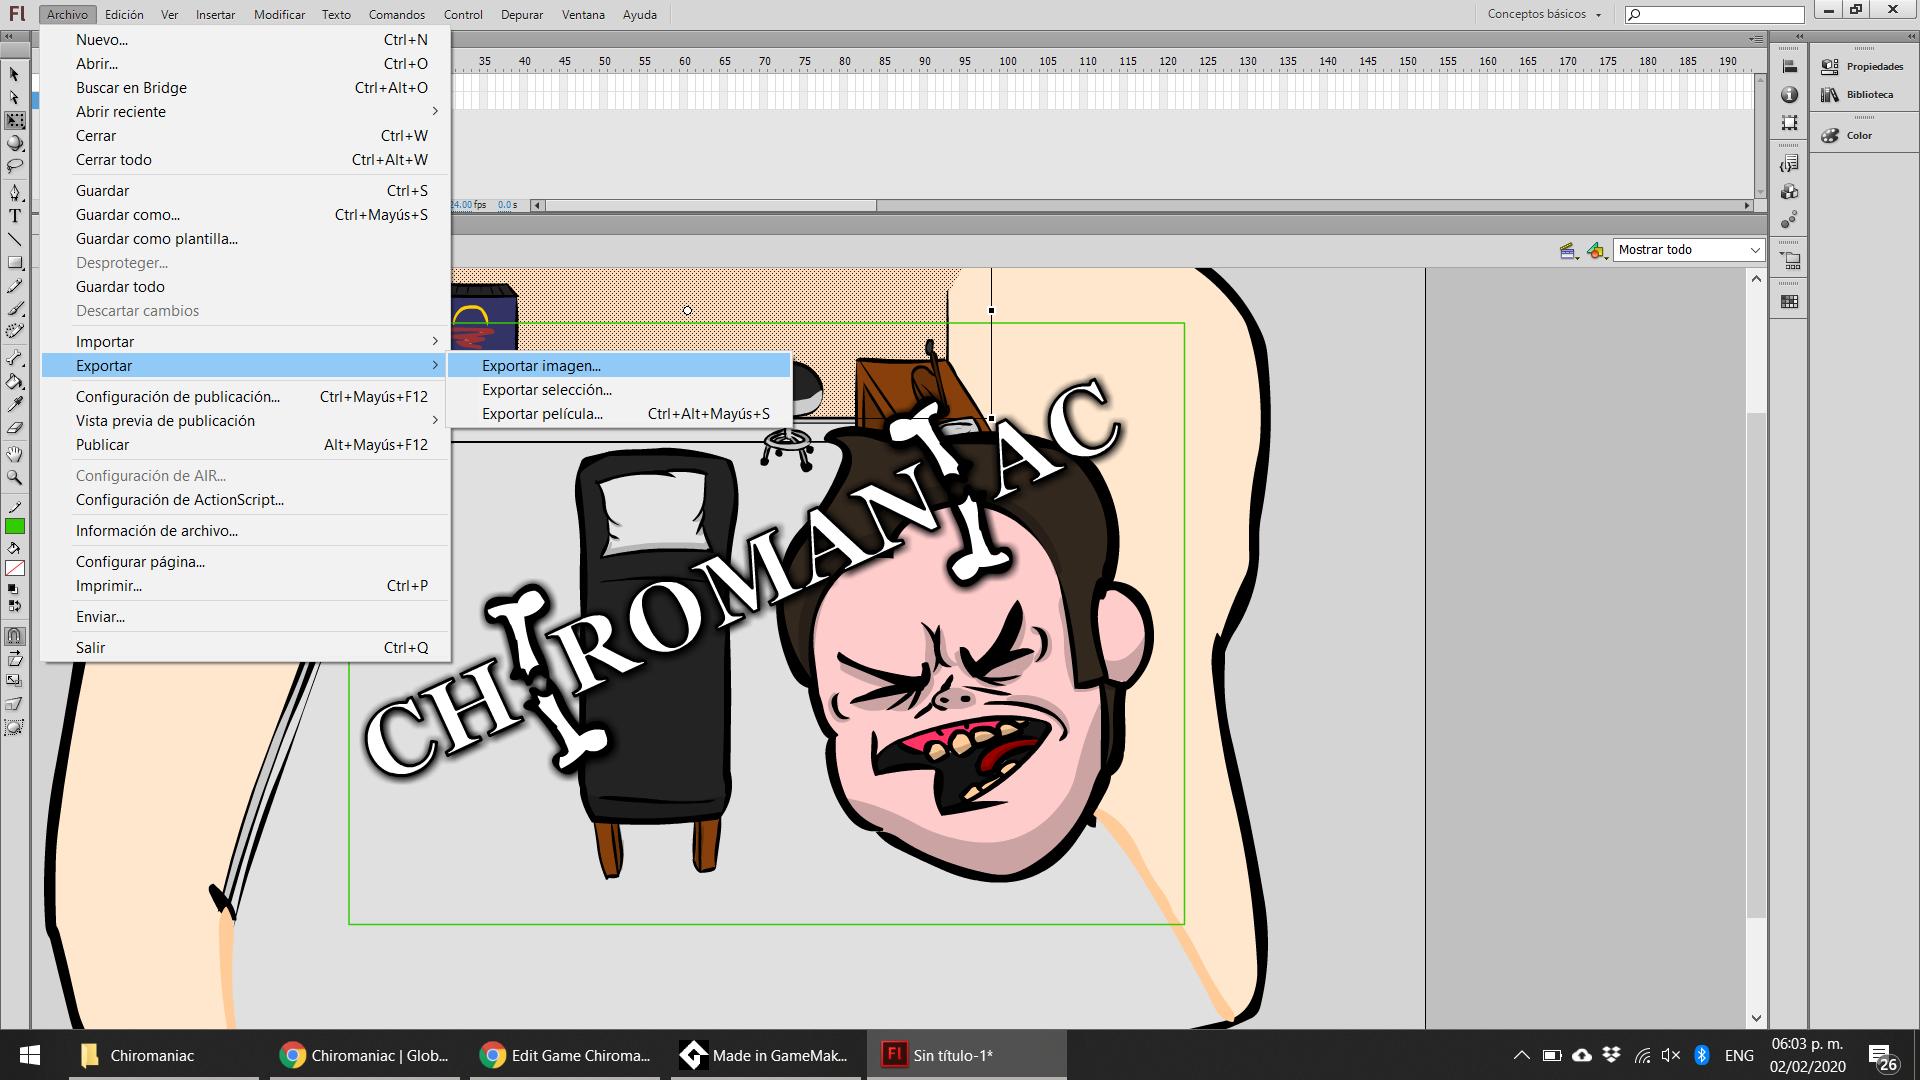 Fl Archivo Edición Ver Insertar Modificar Texto Comandos Control Depurar Ventana Ayuda Conceptos básicos
Nuevo... Ctrl+N
Abrir... Ctrl+O
Buscar en Bridge Ctrl+Alt+O
Abrir reciente
Cerrar Ctrl+W
Cerrar todo Ctrl+Alt+W
Guardar Ctrl+S
Guardar como... Ctrl+Mayús+S
Guardar como plantilla...
Desproteger...
Guardar todo
Descartar cambios
Importar
Exportar
Configuración de publicación... Ctrl+Mayús+F12
Vista previa de publicación
Publicar Alt+Mayús+F12
Configuración de AIR...
Configuración de ActionScript...
Información de archivo...
Configurar página...
Imprimir... Ctrl+P
Enviar...
Salir Ctrl+Q
Exportar imagen...
Exportar selección...
Exportar película... Ctrl+Alt+Mayús+S
35 40 45 50 55 60 65 70 75 80 85 90 95 100 105 110 115 120 125 130 135 140 145 150 155 160 165 170 175 180 185 190
24.00 fps 0.0 s
Mostrar todo
Propiedades
Biblioteca
Color
CHIROMANIAC
Chiromaniac
Chiromaniac | Glob...
Edit Game Chiroma...
Made in GameMak...
Fl Sin título-1*
ENG
06:03 p. m.
02/02/2020
26